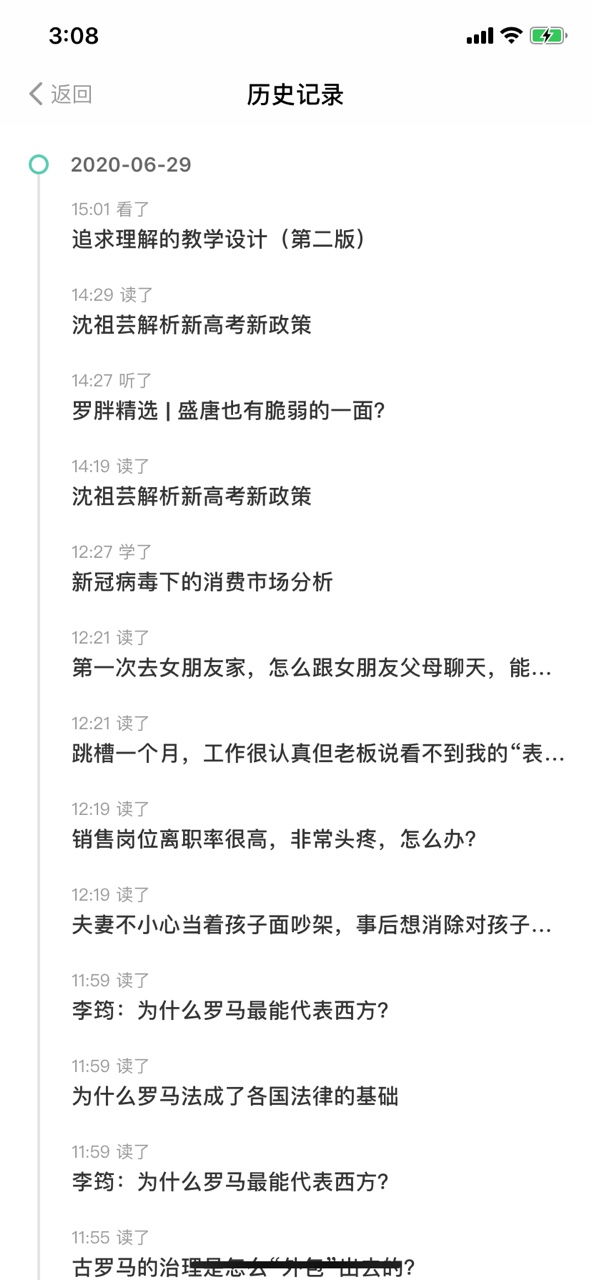 3:08
返回
历史记录
2020-06-29
15:01 看了
追求理解的教学设计（第二版）
14:29 读了
沈祖芸解析新高考新政策
14:27 听了
罗胖精选 | 盛唐也有脆弱的一面？
14:19 读了
沈祖芸解析新高考新政策
12:27 学了
新冠病毒下的消费市场分析
12:21 读了
第一次去女朋友家，怎么跟女朋友父母聊天，能...
12:21 读了
跳槽一个月，工作很认真但老板说看不到我的“表...
12:19 读了
销售岗位离职率很高，非常头疼，怎么办？
12:19 读了
夫妻不小心当着孩子面吵架，事后想消除对孩子...
11:59 读了
李筠：为什么罗马最能代表西方？
11:59 读了
为什么罗马法成了各国法律的基础
11:59 读了
李筠：为什么罗马最能代表西方？
11:55 读了
古罗马的治理是怎么“外包”出去的？